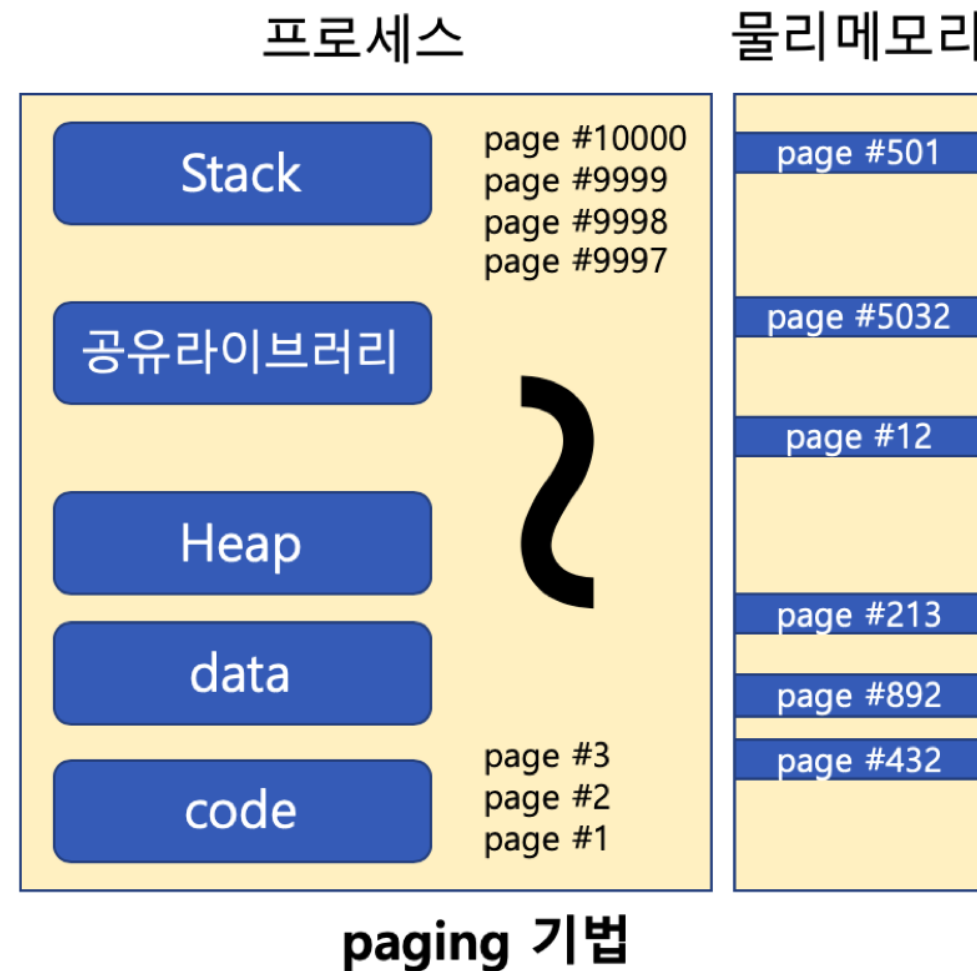 프로세스
물리메모리
Stack
page #10000
page #9999
page #9998
page #9997
공유라이브러리
Heap
data
code
page #3
page #2
page #1
page #501
page #5032
page #12
page #213
page #892
page #432
paging 기법